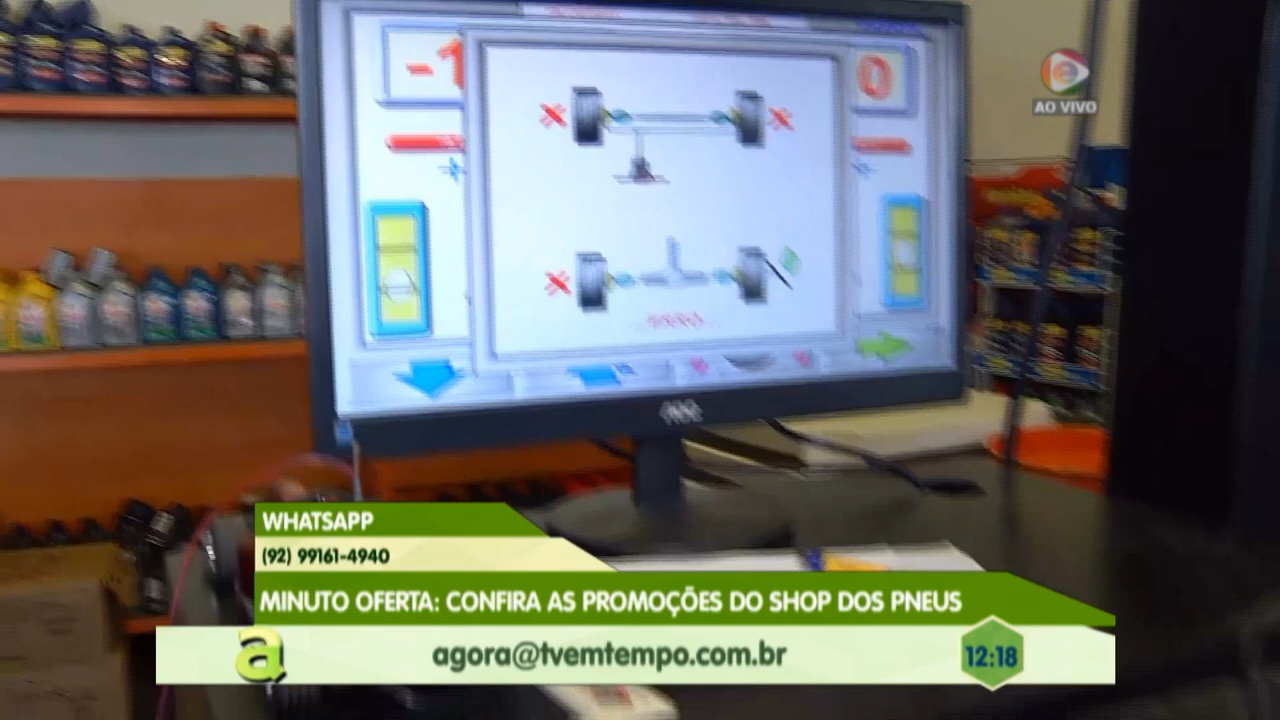 -1
0
AO VIVO
AOC
WHATSAPP
(92) 99161-4940
MINUTO OFERTA: CONFIRA AS PROMOÇÕES DO SHOP DOS PNEUS
a
agora@tvemtempo.com.br
12:18